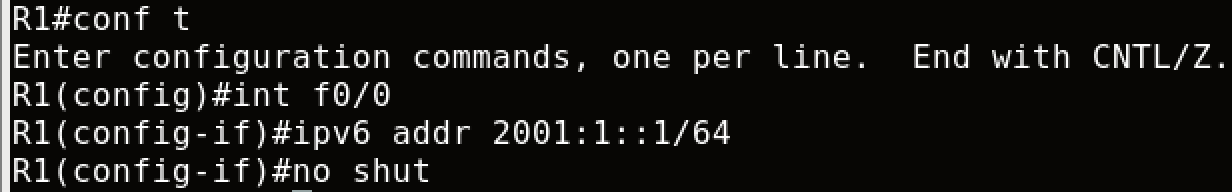 R1#conf t
Enter configuration commands, one per line.  End with CNTL/Z.
R1(config)#int f0/0
R1(config-if)#ipv6 addr 2001:1::1/64
R1(config-if)#no shut